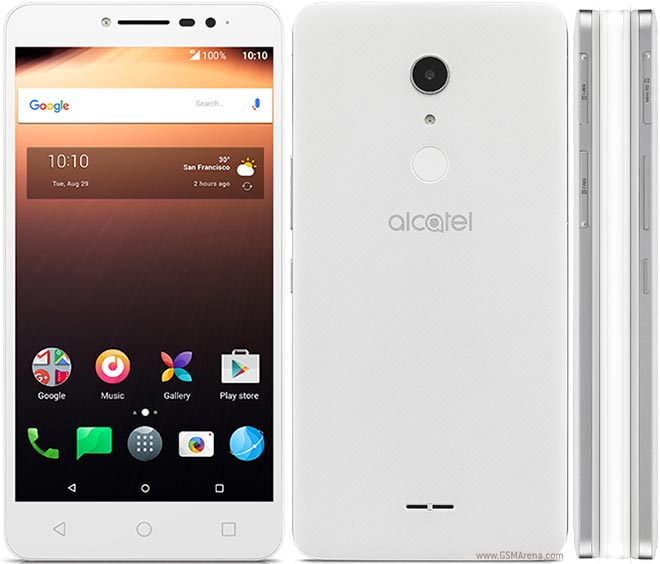 4G 100% 10:10
Google Search..
10:10 30°
San Francisco
Tue, Aug 29 2 hours ago
Google Music Gallery Play store
alcatel
www.GSMArena.com